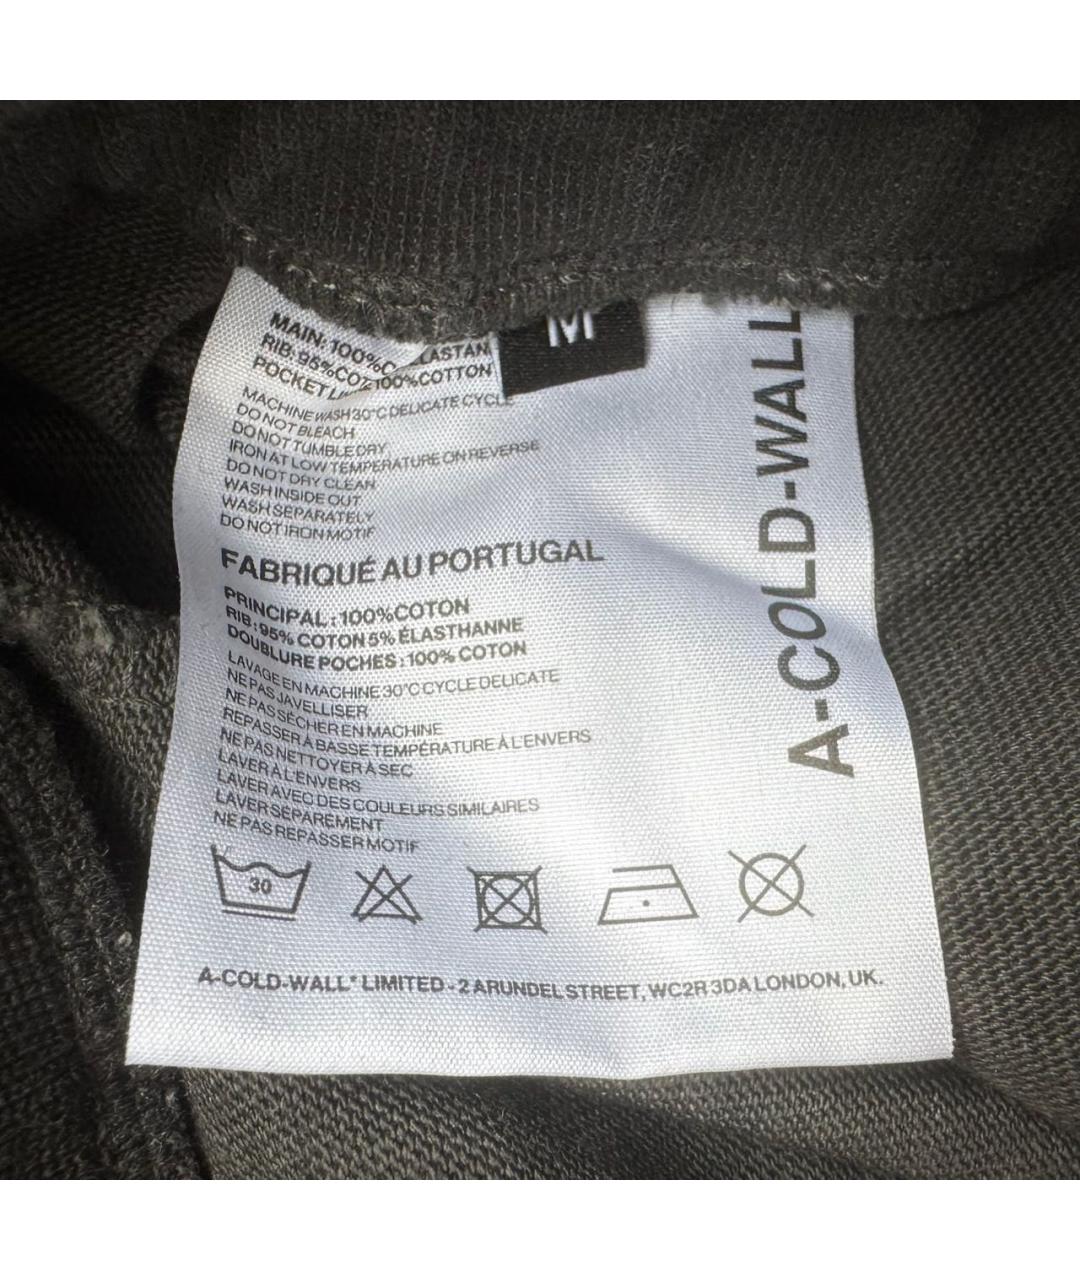 M
MAIN: 100%C
RIB: 95%CO LASTAN
POCKET 100%COTTON
MACHINE WASH 30°C DELICATE CYCLE
DO NOT BLEACH
DO NOT TUMBLE DRY
IRON AT LOW TEMPERATURE ON REVERSE
DO NOT DRY CLEAN
WASH INSIDE OUT
WASH SEPARATELY
DO NOT IRON MOTIF
FABRIQUÉ AU PORTUGAL
PRINCIPAL : 100%COTON
RIB : 95% COTON 5% ÉLASTHANNE
DOUBLURE POCHES : 100% COTON
LAVAGE EN MACHINE 30°C CYCLE DELICATE
NE PAS JAVELLISER
NE PAS SÈCHER EN MACHINE
REPASSER À BASSE TEMPÉRATURE À L'ENVERS
NE PAS NETTOYER À SEC
LAVER À L'ENVERS
LAVER AVEC DES COULEURS SIMILAIRES
LAVER SÉPARÉMENT
NE PAS REPASSER MOTIF
30
A-COLD-WALL* LIMITED - 2 ARUNDEL STREET, WC2R 3DA LONDON, UK.
A-COLD-WALL